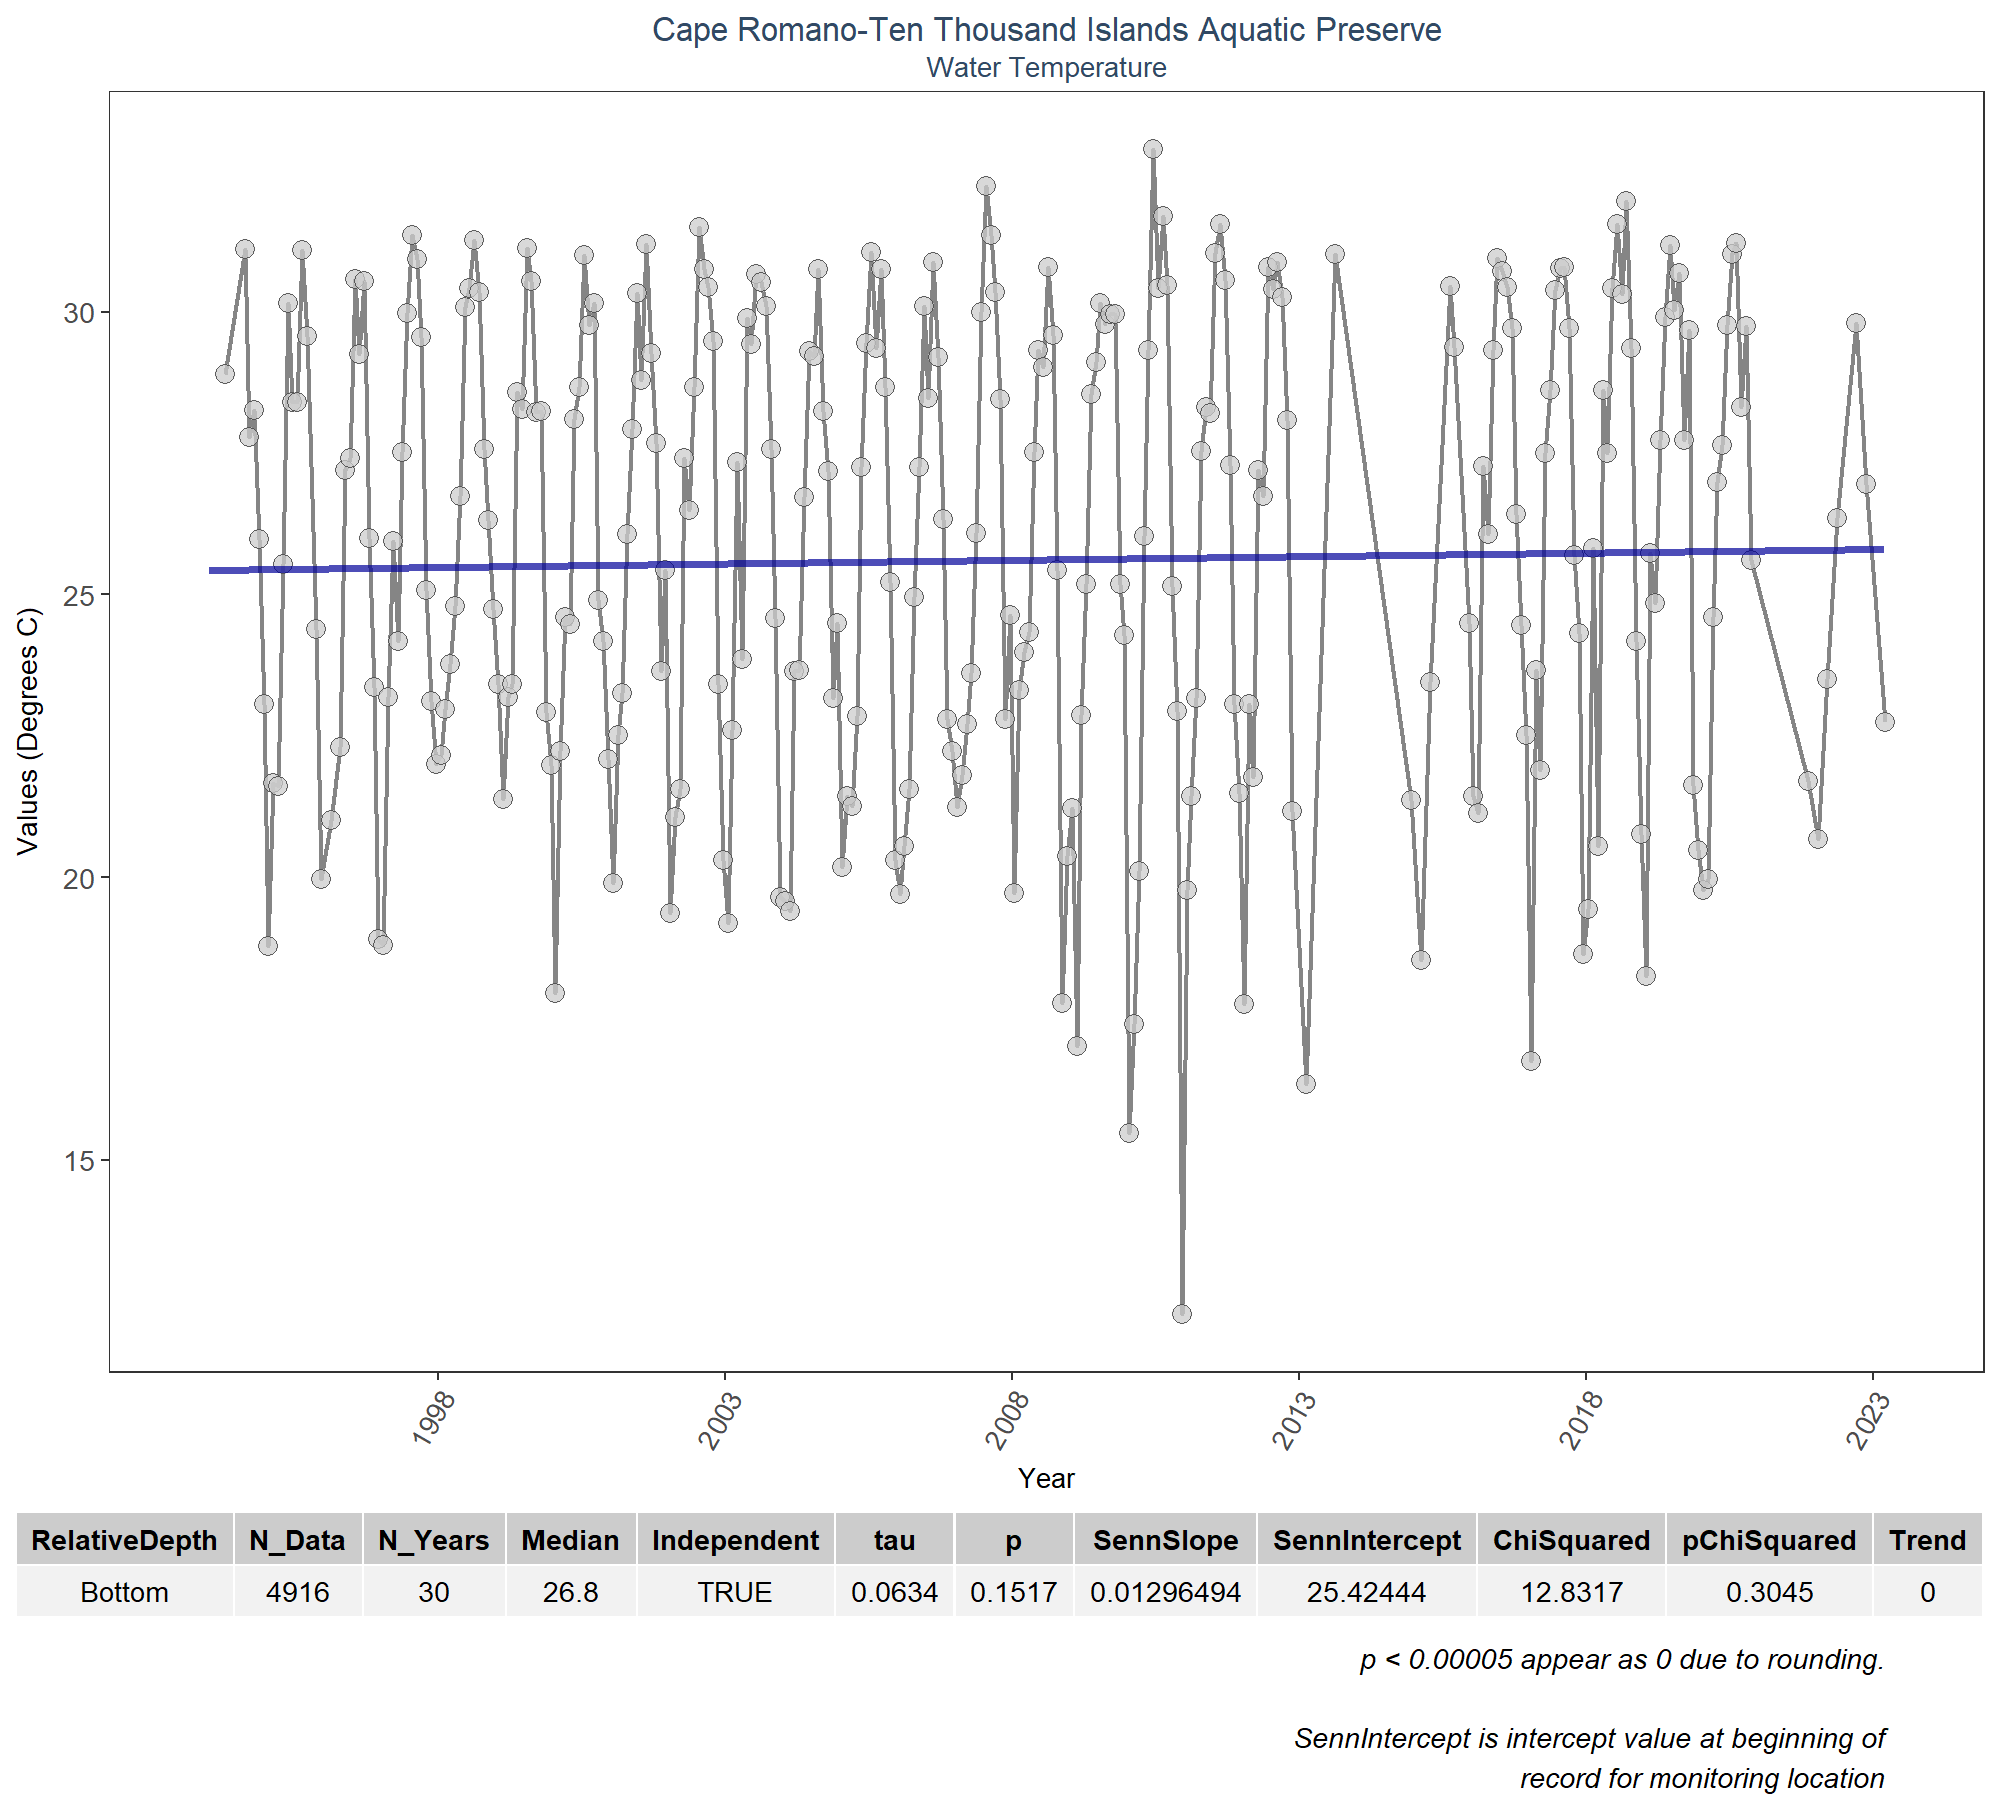 Cape Romano-Ten Thousand Islands Aquatic Preserve
Water Temperature
Values (Degrees C)
30
25
20
15
1998
2003
2008
2013
2018
2023
Year
RelativeDepth N_Data N_Years Median Independent tau p SennSlope SennIntercept ChiSquared pChiSquared Trend
Bottom 4916 30 26.8 TRUE 0.0634 0.1517 0.01296494 25.42444 12.8317 0.3045 0
p < 0.00005 appear as 0 due to rounding.
SennIntercept is intercept value at beginning of
record for monitoring location